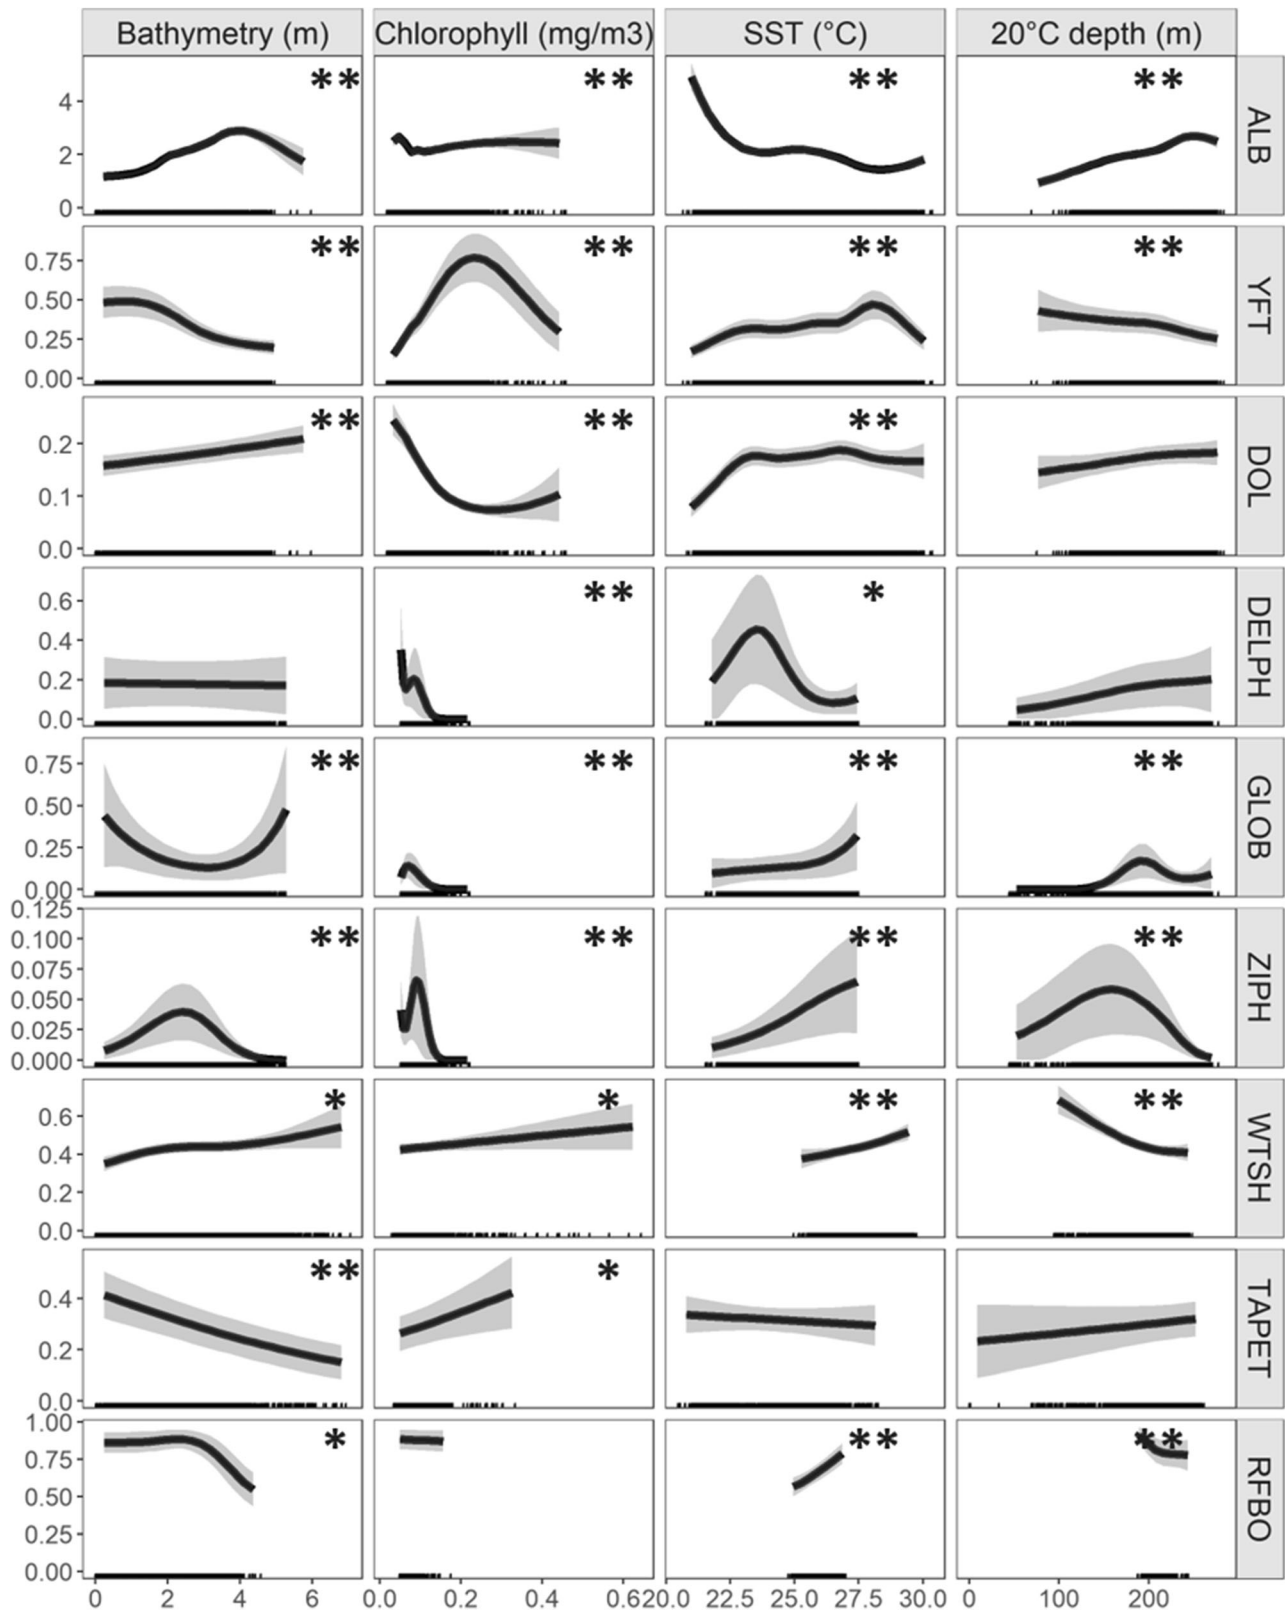 Bathymetry (m) Chlorophyll (mg/m3) SST (°C) 20°C depth (m)
** ** ** **
4
2
0
ALB
** ** ** **
0.75
0.50
0.25
0.00
YFT
** ** **
0.2
0.1
0.0
DOL
** *
0.6
0.4
0.2
0.0
DELPH
** ** ** **
0.75
0.50
0.25
0.00
GLOB
0.125
** ** ** **
0.100
0.075
0.050
0.025
0.000
ZIPH
* * ** **
0.6
0.4
0.2
0.0
WTSH
** *
0.4
0.2
0.0
TAPET
1.00
* ** **
0.75
0.50
0.25
0.00
RFBO
0 2 4 6 0.0 0.2 0.4 0.620.0 22.5 25.0 27.5 30.0 0 100 200